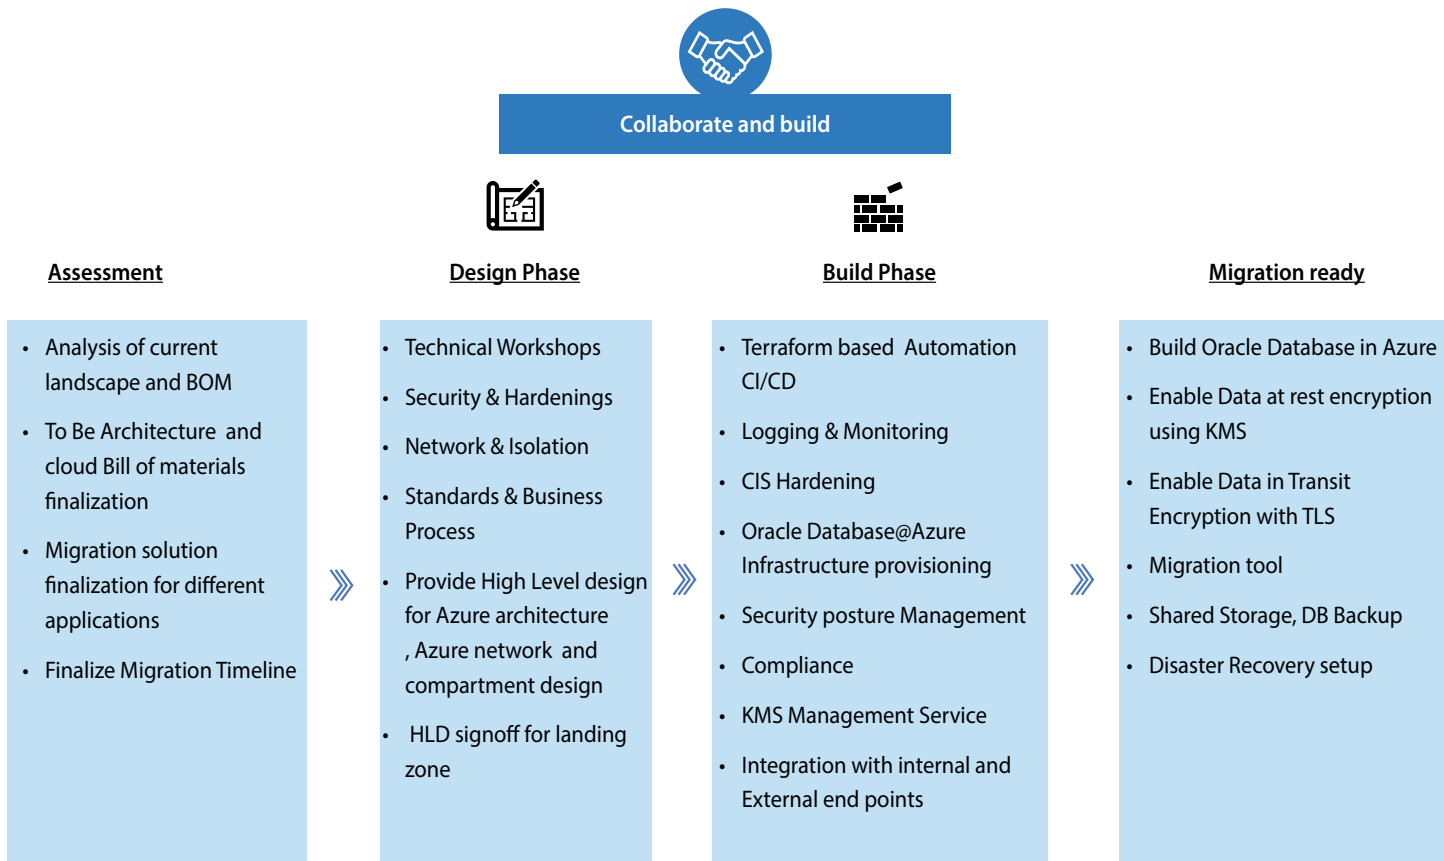 Collaborate and build
Assessment
• Analysis of current
landscape and BOM
• To Be Architecture and
cloud Bill of materials
finalization
• Migration solution
finalization for different
applications
• Finalize Migration Timeline
Design Phase
• Technical Workshops
• Security & Hardenings
• Network & Isolation
• Standards & Business
Process
• Provide High Level design
for Azure architecture
, Azure network and
compartment design
• HLD signoff for landing
zone
Build Phase
• Terraform based Automation
CI/CD
• Logging & Monitoring
• CIS Hardening
• Oracle Database@Azure
Infrastructure provisioning
• Security posture Management
• Compliance
• KMS Management Service
• Integration with internal and
External end points
Migration ready
• Build Oracle Database in Azure
• Enable Data at rest encryption
using KMS
• Enable Data in Transit
Encryption with TLS
• Migration tool
• Shared Storage, DB Backup
• Disaster Recovery setup